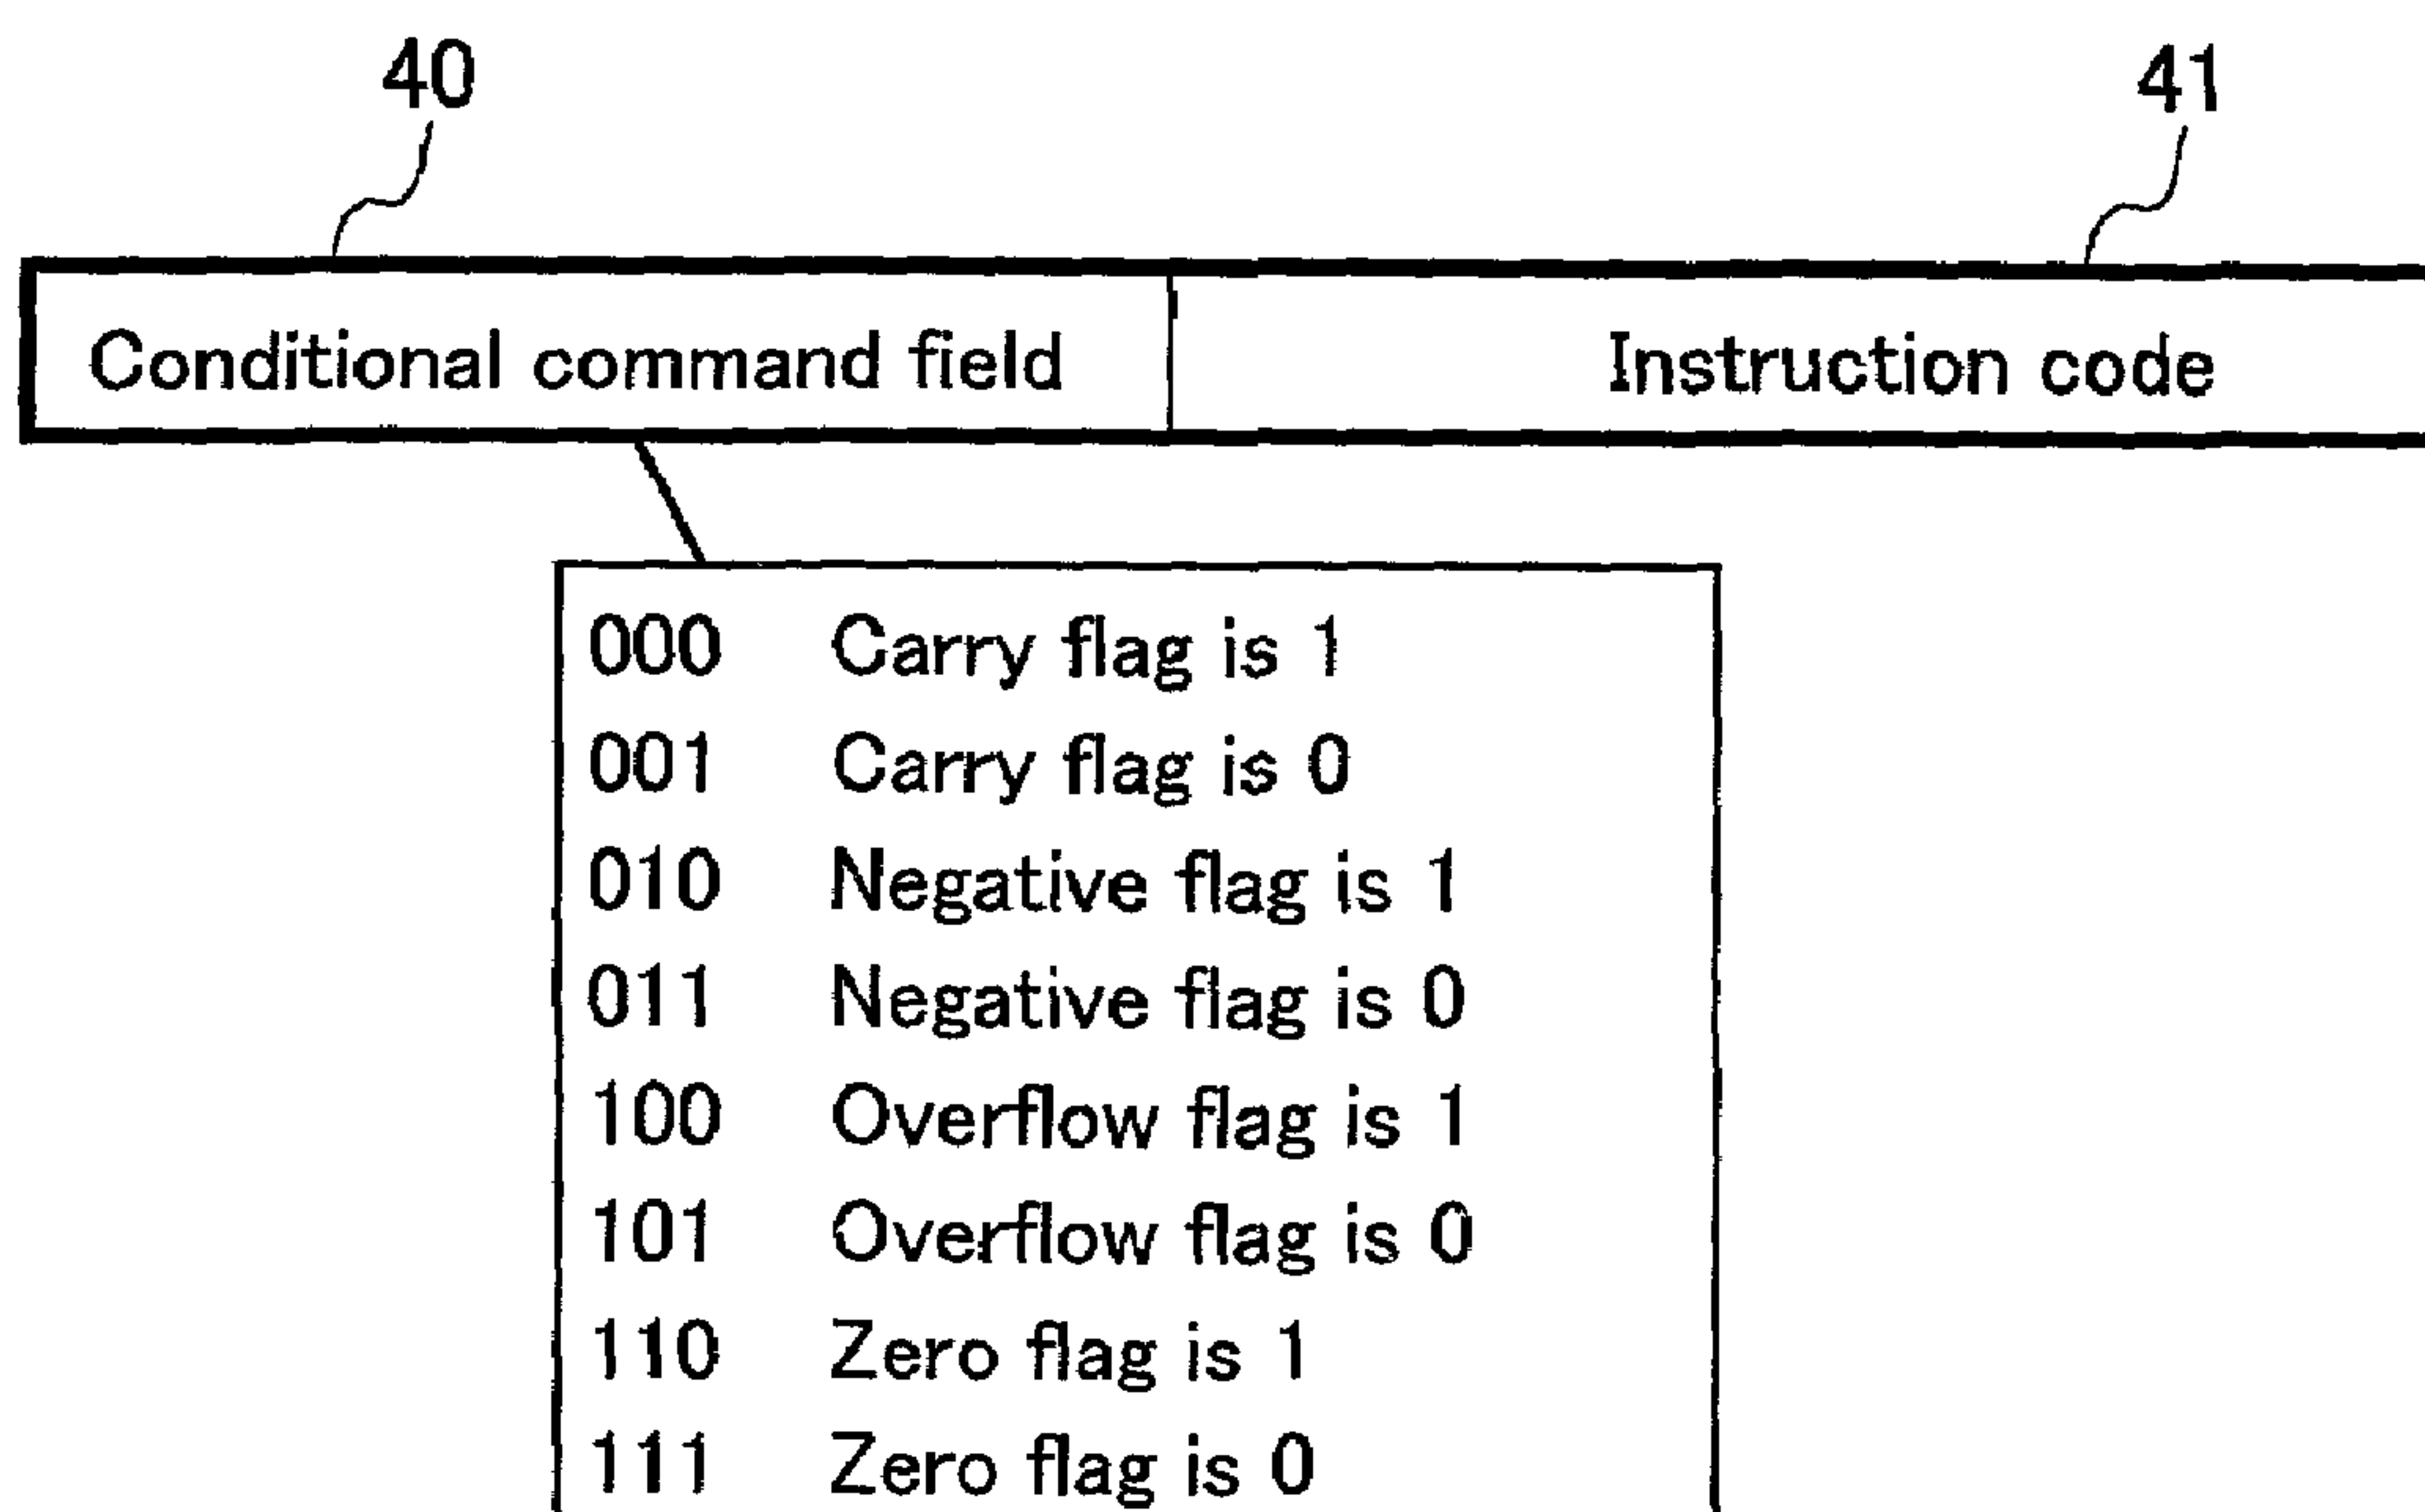 40 41
Conditional command field Instruction code
000 Carry flag is 1
001 Carry flag is 0
010 Negative flag is 1
011 Negative flag is 0
100 Overflow flag is 1
101 Overflow flag is 0
110 Zero flag is 1
111 Zero flag is 0